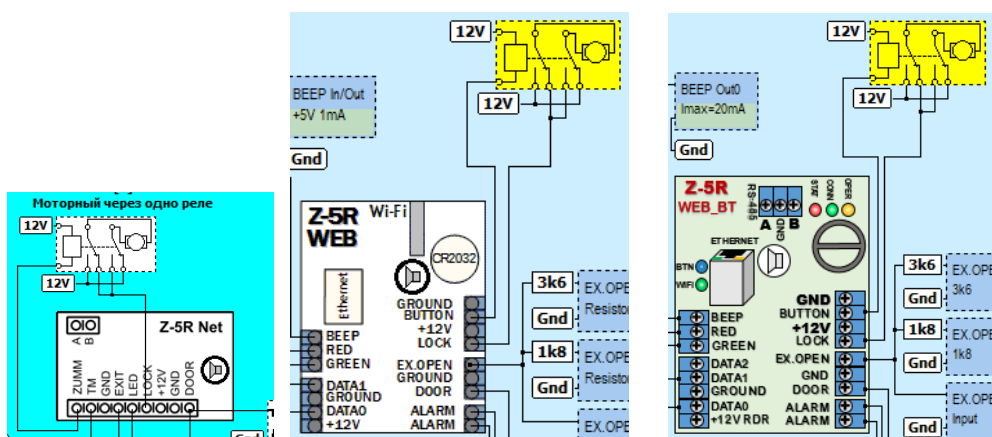 Моторный через одно реле
12V
12V
Z-5R Net
A
B
ZUMM
TM
GND
EXIT
LED
LOCK
+12V
GND
DOOR
12V
12V
BEEP In/Out
+5V 1mA
Gnd
Z-5R
WEB
Wi-Fi
CR2032
Ethernet
GROUND
BUTTON
+12V
LOCK
BEEP
RED
GREEN
EX.OPEN
GROUND
DOOR
DATA1
GROUND
DATA0
+12V
ALARM
ALARM
3k6
Gnd
1k8
Gnd
12V
12V
BEEP Out0
Imax=20mA
Gnd
Z-5R
WEB_BT
RS-485
A
GND
B
STAT
CONN
OPER
ETHERNET
BTN
WIFI
GND
BUTTON
+12V
LOCK
BEEP
RED
GREEN
EX.OPEN
GND
DOOR
DATA2
DATA1
GROUND
DATA0
+12V RDR
ALARM
ALARM
3k6
Gnd
3k6
1k8
Gnd
1k8
Gnd
Input